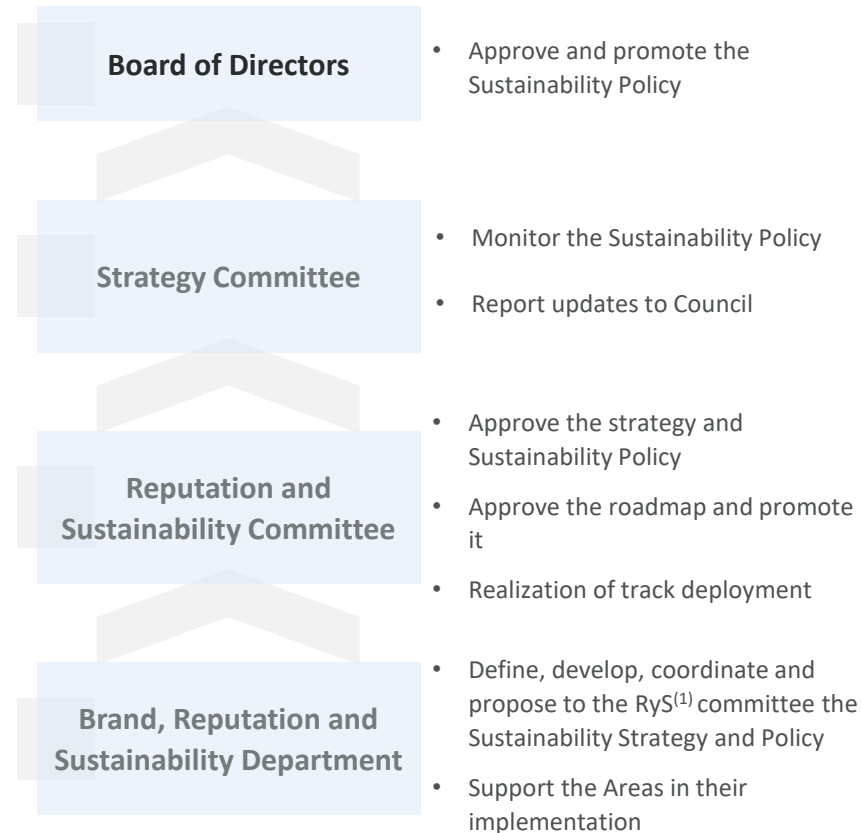 Board of Directors
• Approve and promote the
Sustainability Policy
Strategy Committee
• Monitor the Sustainability Policy
• Report updates to Council
Reputation and
Sustainability Committee
• Approve the strategy and
Sustainability Policy
• Approve the roadmap and promote
it
• Realization of track deployment
Brand, Reputation and
Sustainability Department
• Define, develop, coordinate and
propose to the RyS(1) committee the
Sustainability Strategy and Policy
• Support the Areas in their
implementation